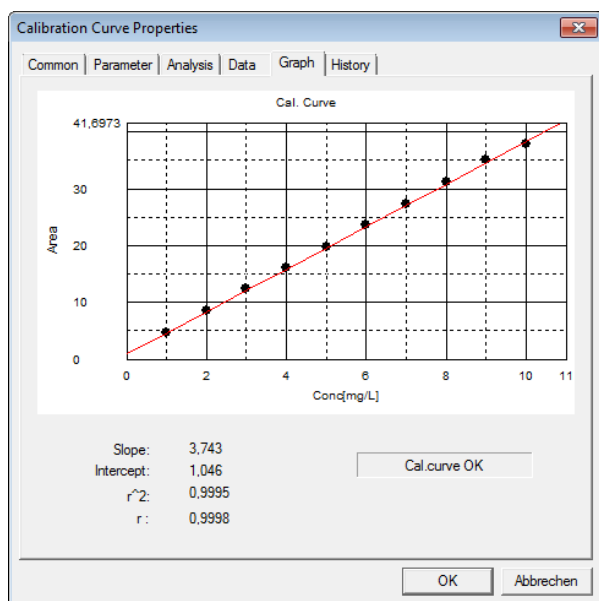 Calibration Curve Properties
Common Parameter Analysis Data Graph History
Cal. Curve
41,6973
30
20
10
0
Area
0 2 4 6 8 10 11
Conc[mg/L]
Slope: 3,743
Intercept: 1,046
r^2: 0,9995
r : 0,9998
Cal.curve OK
OK Abbrechen